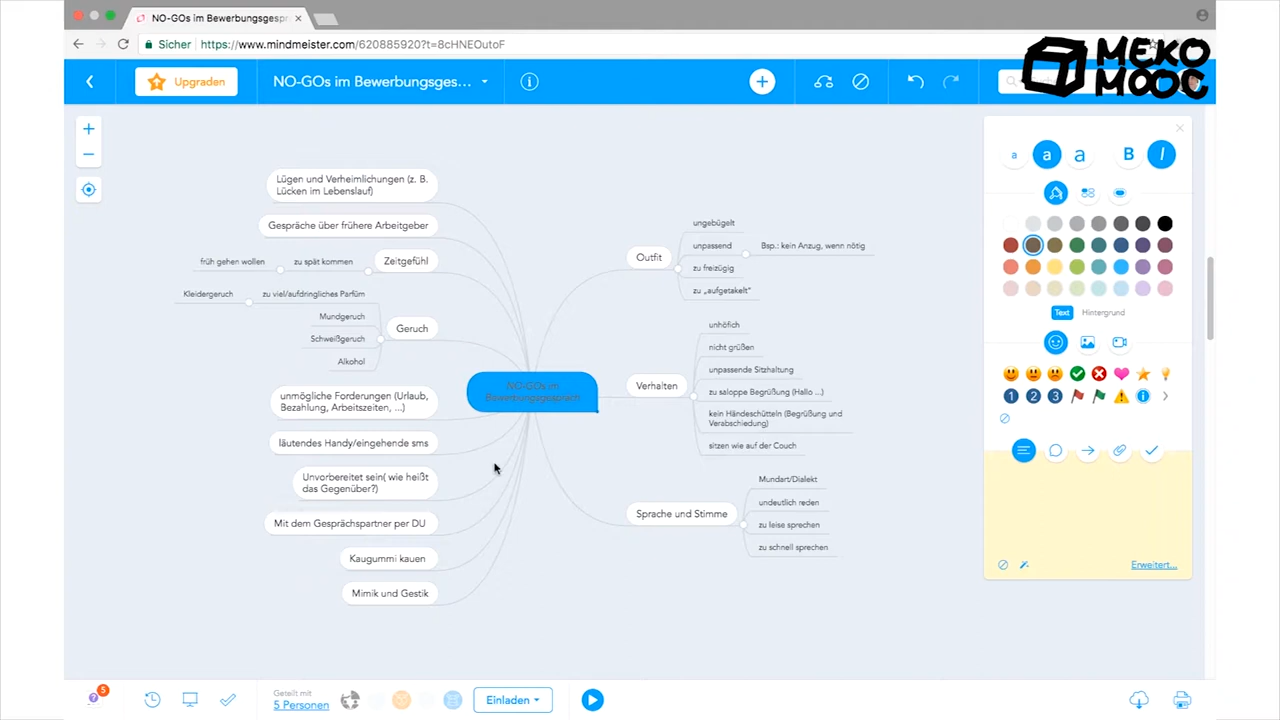 NO-GOs im Bewerbungsgespr
Sicher
https://www.mindmeister.com/620885920?t=8cHNEOutoF
MEKO
MOOC
Upgraden
NO-GOs im Bewerbungsges...
Lügen und Verheimlichungen (z. B.
Lücken im Lebenslauf)
Gespräche über frühere Arbeitgeber
Zeitgefühl
zu spät kommen
früh gehen wollen
Geruch
zu viel/aufdringliches Parfüm
Kleidergeruch
Mundgeruch
Schweißgeruch
Alkohol
unmögliche Forderungen (Urlaub,
Bezahlung, Arbeitszeiten, ...)
läutendes Handy/eingehende sms
Unvorbereitet sein( wie heißt
das Gegenüber?)
Mit dem Gesprächspartner per DU
Kaugummi kauen
Mimik und Gestik
NO-GOs im
Bewerbungsgespräch
Outfit
ungebügelt
unpassend
Bsp.: kein Anzug, wenn nötig
zu freizügig
zu „aufgetakelt“
Verhalten
unhöfich
nicht grüßen
unpassende Sitzhaltung
zu saloppe Begrüßung (Hallo ...)
kein Händeschütteln (Begrüßung und
Verabschiedung)
sitzen wie auf der Couch
Sprache und Stimme
Mundart/Dialekt
undeutlich reden
zu leise sprechen
zu schnell sprechen
a a a B I
Text
Hintergrund
1 2 3
Erweitert...
5
Geteilt mit
5 Personen
Einladen